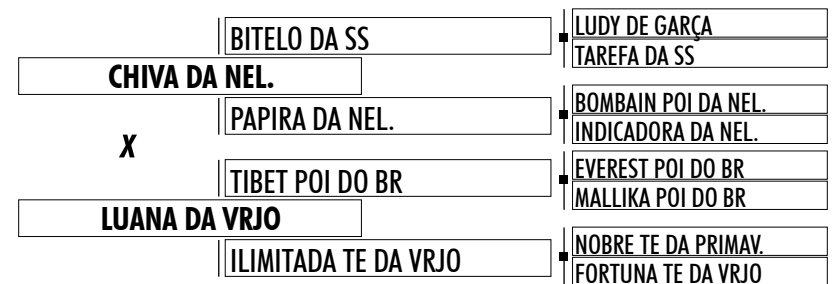 BITELO DA SS
LUDY DE GARÇA
TAREFA DA SS
CHIVA DA NEL.
PAPIRA DA NEL.
BOMBAIN POI DA NEL.
INDICADORA DA NEL.
X
TIBET POI DO BR
EVEREST POI DO BR
MALLIKA POI DO BR
LUANA DA VRJO
ILIMITADA TE DA VRJO
NOBRE TE DA PRIMAV.
FORTUNA TE DA VRJO